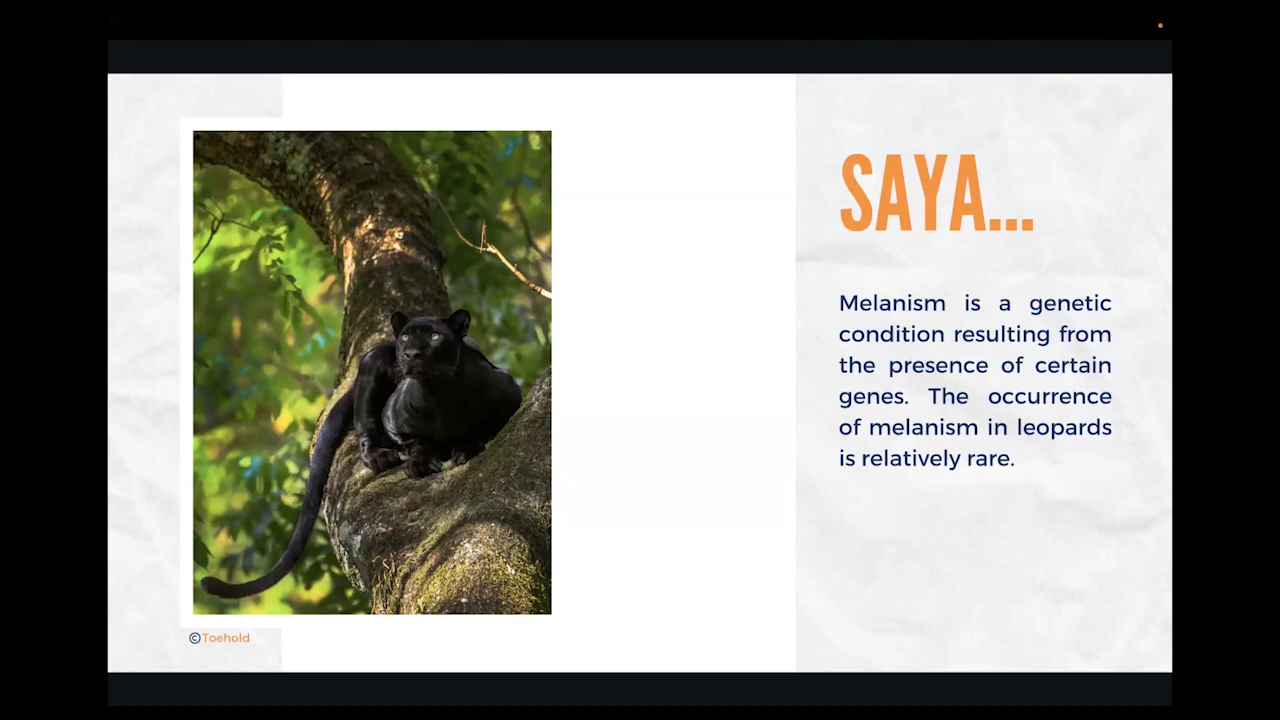 SAYA...
Melanism is a genetic
condition resulting from
the presence of certain
genes. The occurrence
of melanism in leopards
is relatively rare.
©Toehold